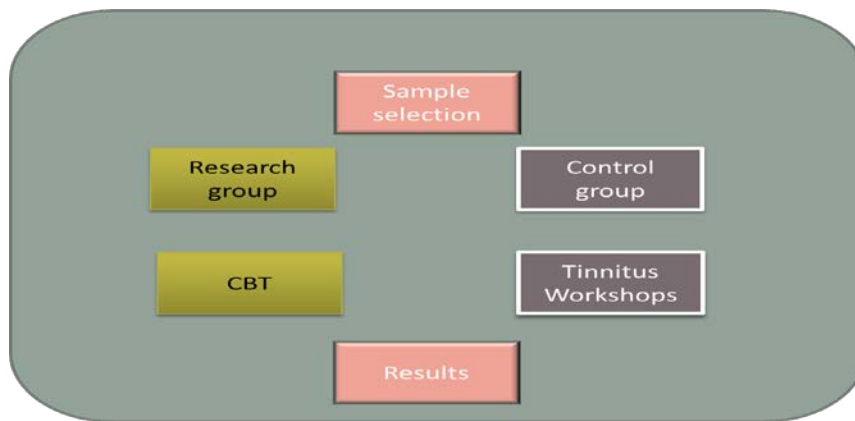 Sample
selection
Research
group
Control
group
CBT
Tinnitus
Workshops
Results